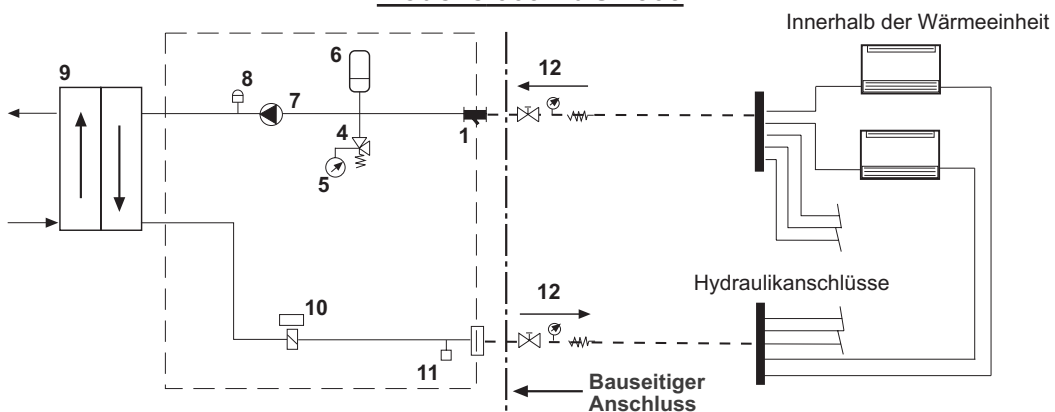 Innerhalb der Wärmeeinheit
9
8
6
7
4
5
1
12
Hydraulikanschlüsse
12
10
11
Bauseitiger
Anschluss